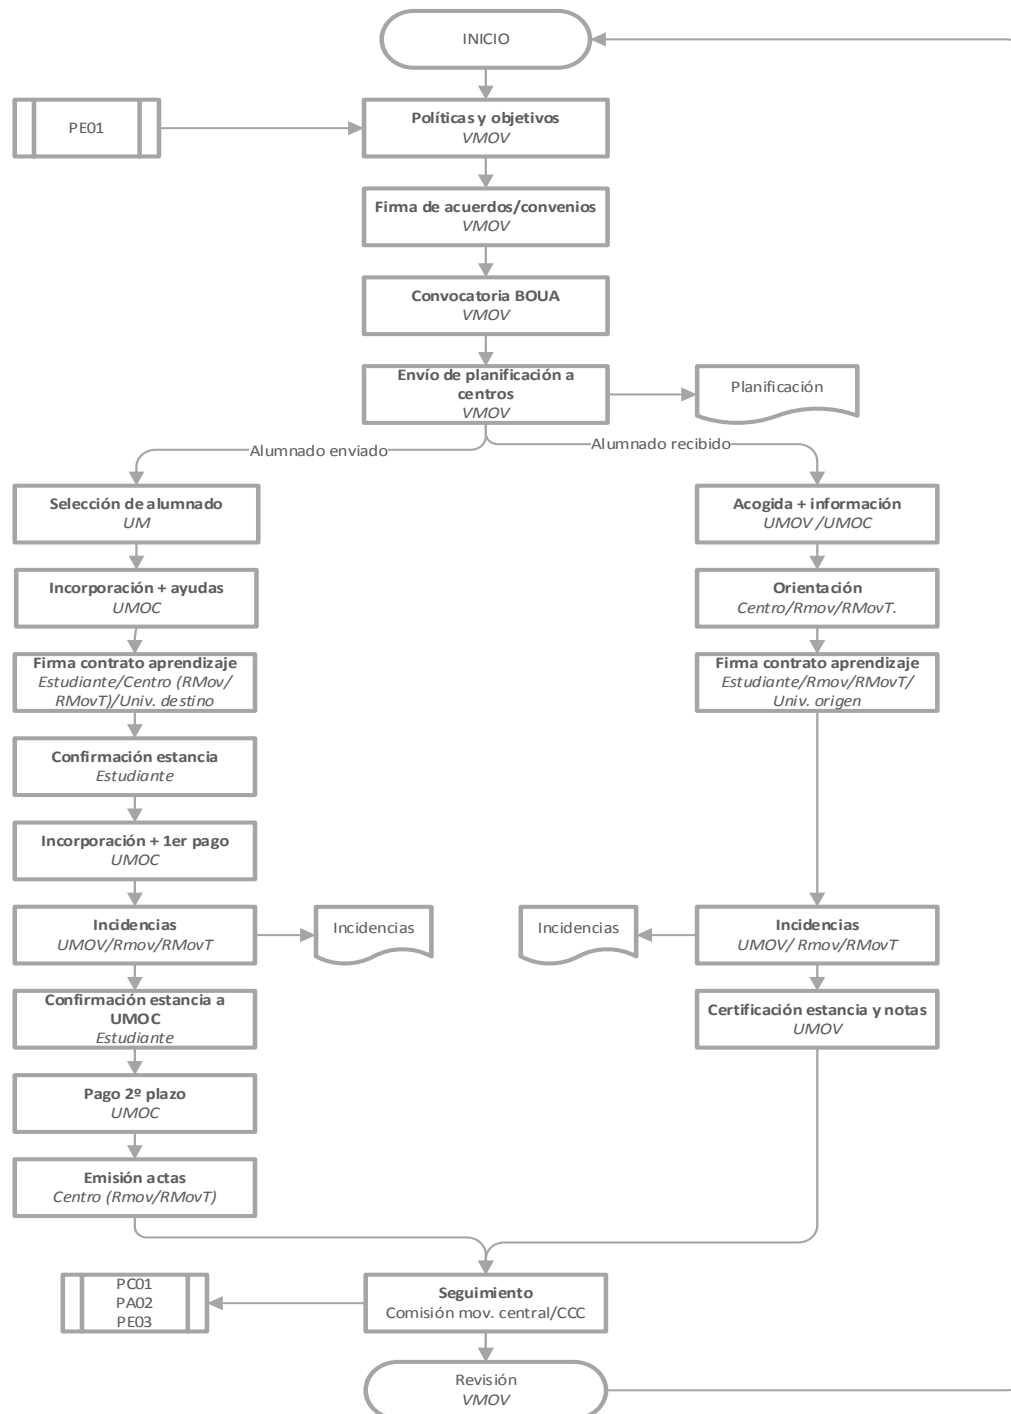 INICIO
PE01
Políticas y objetivos
VMOV
Firma de acuerdos/convenios
VMOV
Convocatoria BOUA
VMOV
Envío de planificación a
centros
VMOV
Planificación
Alumnado enviado
Alumnado recibido
Selección de alumnado
UM
Incorporación + ayudas
UMOC
Firma contrato aprendizaje
Estudiante/Centro (RMov/
RMovT)/Univ. destino
Confirmación estancia
Estudiante
Incorporación + 1er pago
UMOC
Incidencias
UMOV/Rmov/RMovT
Incidencias
Confirmación estancia a
UMOC
Estudiante
Pago 2º plazo
UMOC
Emisión actas
Centro (Rmov/RMovT)
Acogida + información
UMOV /UMOC
Orientación
Centro/Rmov/RMovT.
Firma contrato aprendizaje
Estudiante/Rmov/RMovT/
Univ. origen
Incidencias
Incidencias
UMOV/ Rmov/RMovT
Certificación estancia y notas
UMOV
PC01
PA02
PE03
Seguimiento
Comisión mov. central/CCC
Revisión
VMOV